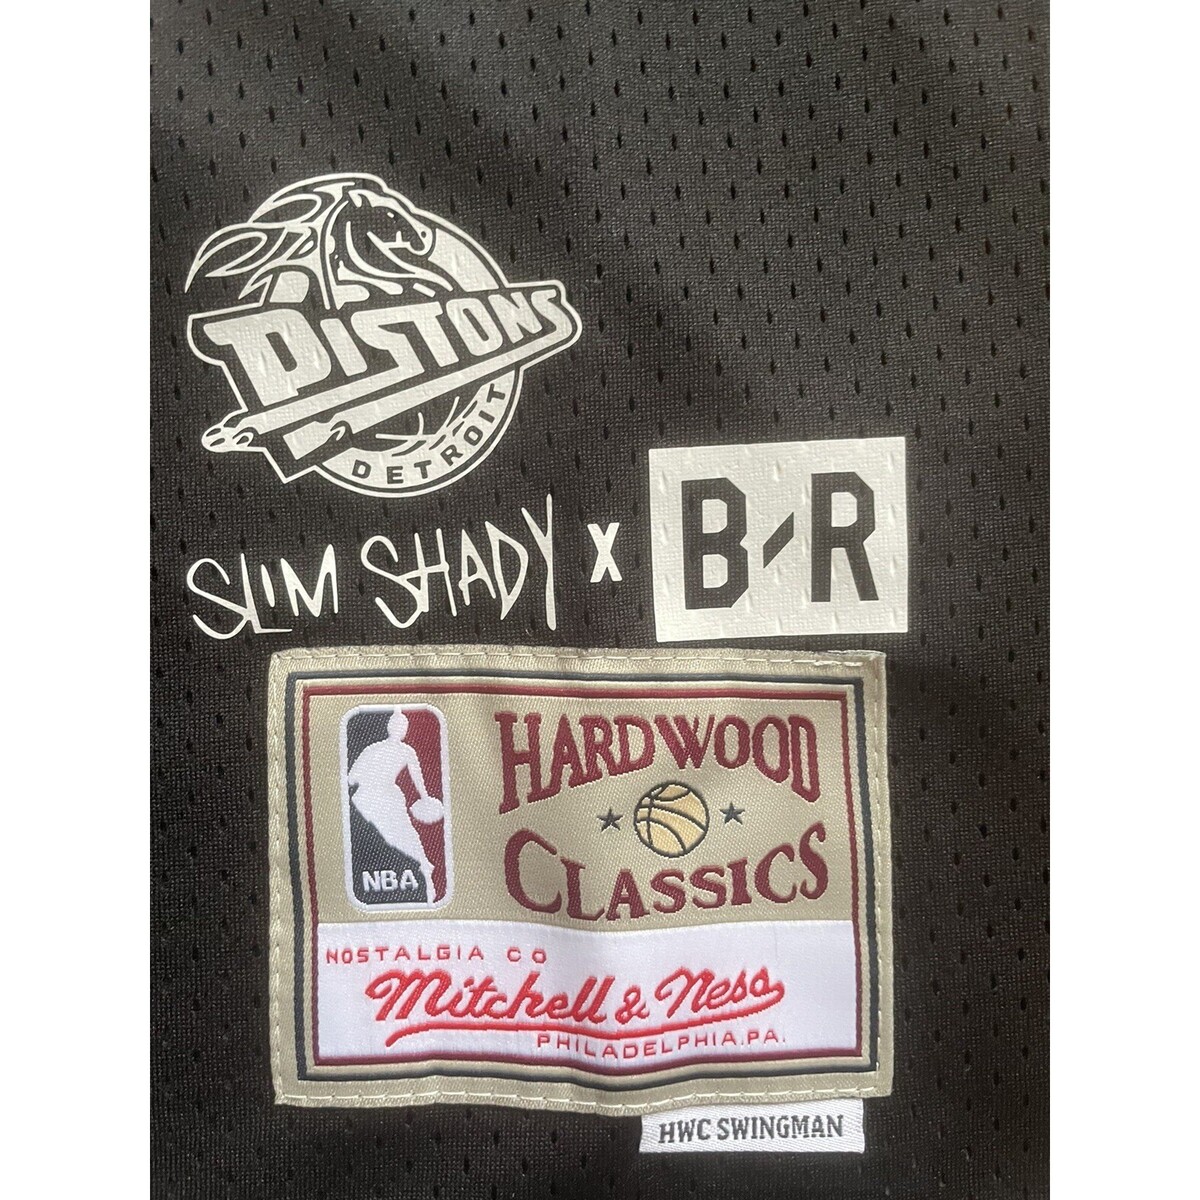 PISTONS
DETROIT
SLIM SHADY X B-R
NBA
HARDWOOD
CLASSICS
NOSTALGIA CO
Mitchell & Ness
PHILADELPHIA.PA.
HWC SWINGMAN